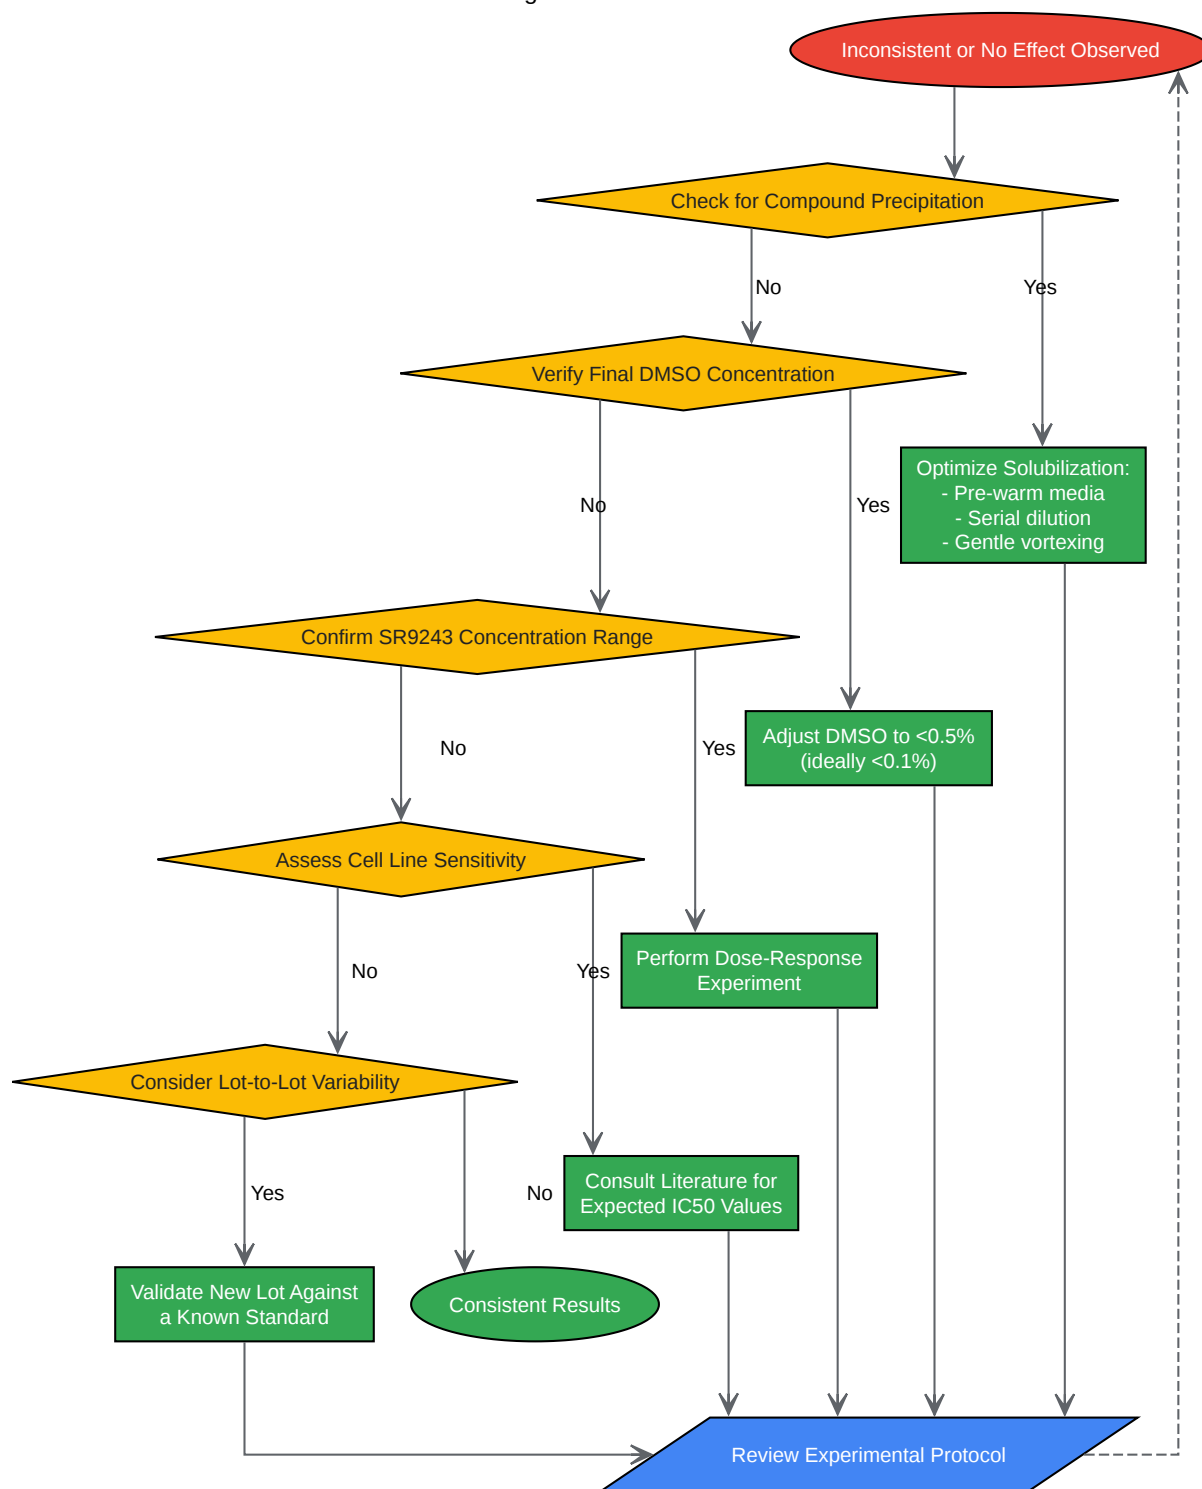 Inconsistent or No Effect Observed
Check for Compound Precipitation
No
Yes
Verify Final DMSO Concentration
Optimize Solubilization:
- Pre-warm media
- Serial dilution
- Gentle vortexing
No
Yes
Confirm SR9243 Concentration Range
Adjust DMSO to <0.5%
(ideally <0.1%)
No
Yes
Assess Cell Line Sensitivity
Perform Dose-Response
Experiment
No
Yes
Consider Lot-to-Lot Variability
Consult Literature for
Expected IC50 Values
Yes
No
Validate New Lot Against
a Known Standard
Consistent Results
Review Experimental Protocol